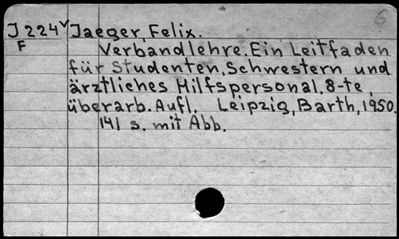 6
J 224v Jaeger, Felix.
F Verbandlehre. Ein Leitfaden
für Studenten, Schwestern und
ärztliches Hilfspersonal, 8-te,
überarb. Aufl. Leipzig, Barth, 1950.
141 s. mit Abb.